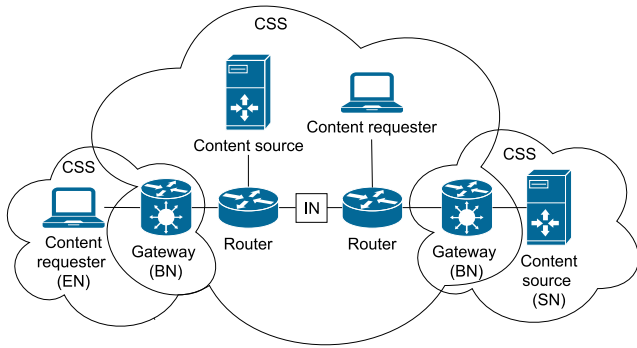 CSS
Content source
Content requester
CSS
CSS
IN
Content
requester
(EN)
Gateway
(BN)
Router
Router
Gateway
(BN)
Content
source
(SN)